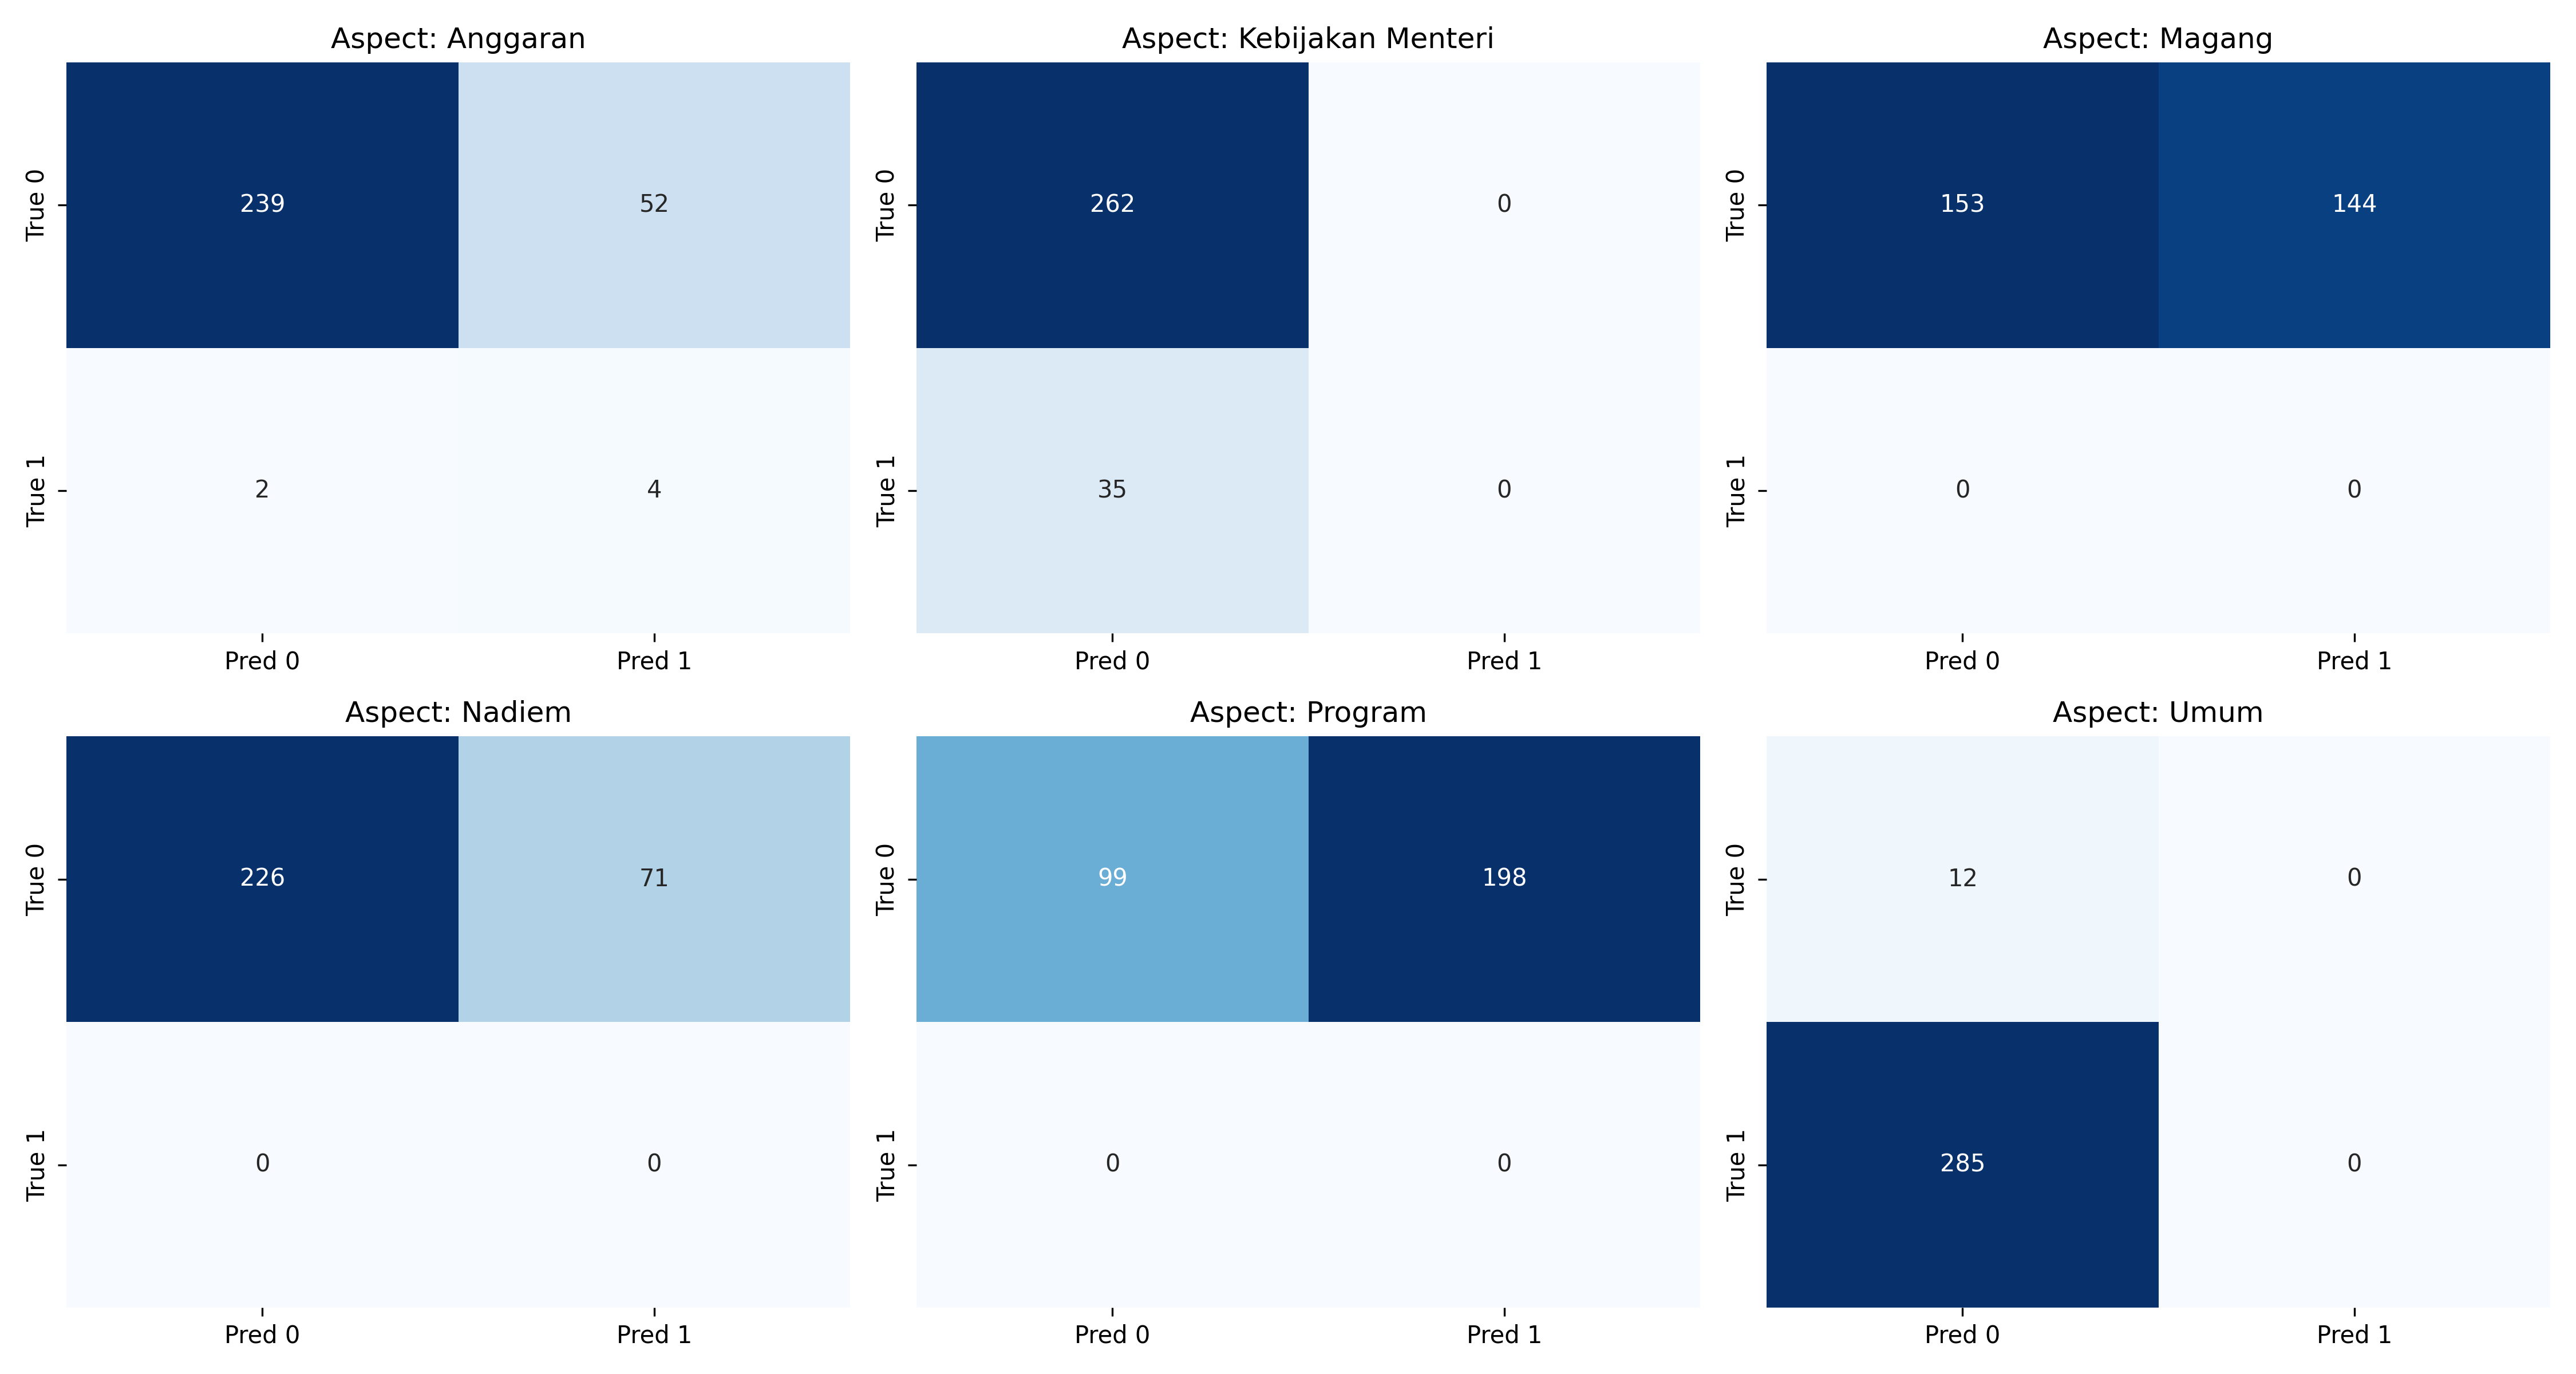 Aspect: Anggaran
True 0
239
52
True 1
2
4
Pred 0
Pred 1
Aspect: Kebijakan Menteri
True 0
262
0
True 1
35
0
Pred 0
Pred 1
Aspect: Magang
True 0
153
144
True 1
0
0
Pred 0
Pred 1
Aspect: Nadiem
True 0
226
71
True 1
0
0
Pred 0
Pred 1
Aspect: Program
True 0
99
198
True 1
0
0
Pred 0
Pred 1
Aspect: Umum
True 0
12
0
True 1
285
0
Pred 0
Pred 1